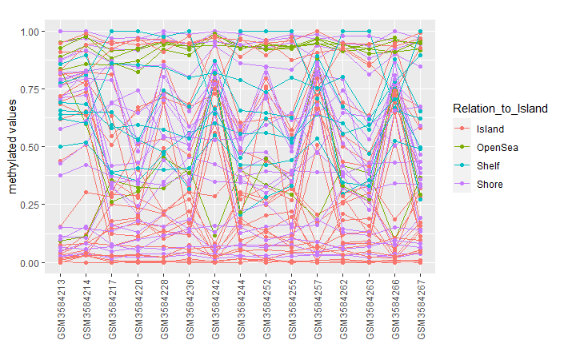 1.00
0.75
0.50
0.25
0.00
methylated values
GSM3584213
GSM3584214
GSM3584217
GSM3584220
GSM3584228
GSM3584236
GSM3584242
GSM3584244
GSM3584252
GSM3584255
GSM3584257
GSM3584262
GSM3584263
GSM3584266
GSM3584267
Relation_to_Island
Island
OpenSea
Shelf
Shore